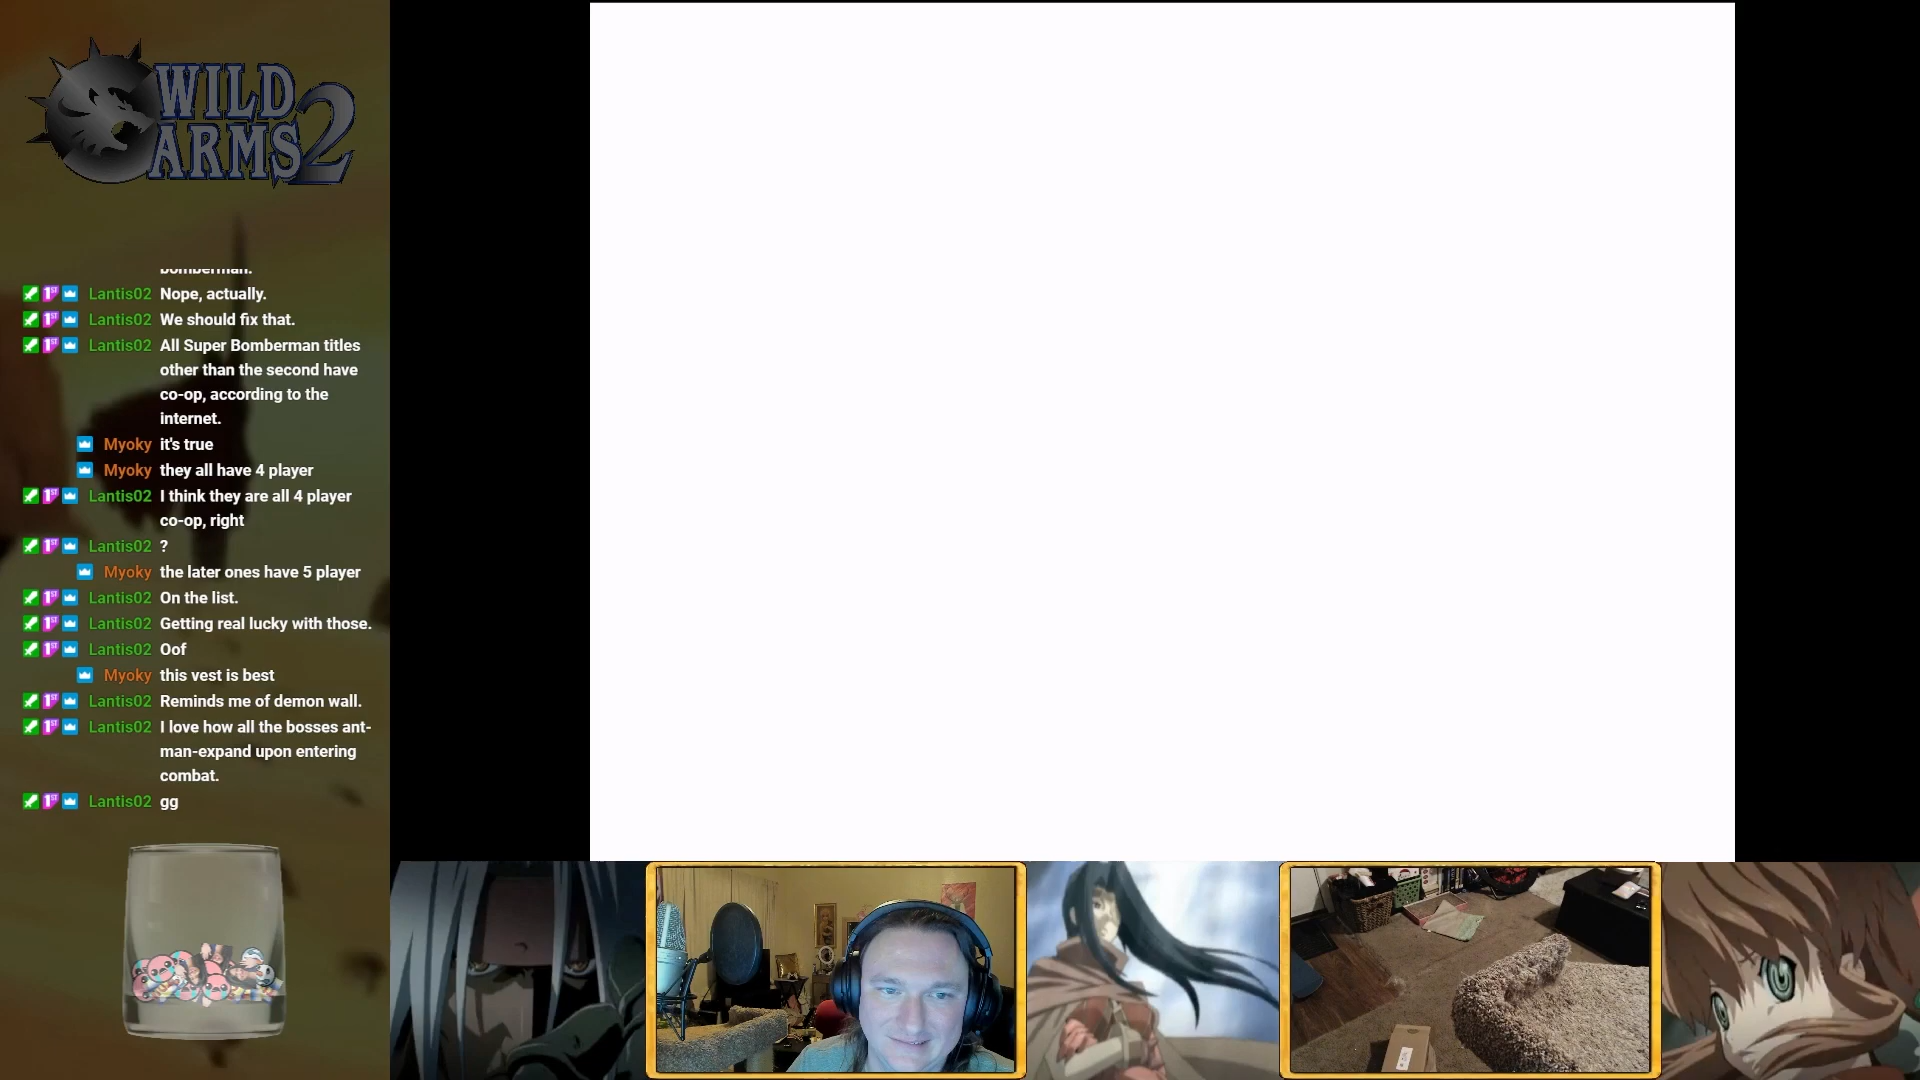 WILD
ARMS 2
bomberman.
Lantis02 Nope, actually.
Lantis02 We should fix that.
Lantis02 All Super Bomberman titles
other than the second have
co-op, according to the
internet.
Myoky it's true
Myoky they all have 4 player
Lantis02 I think they are all 4 player
co-op, right
Lantis02 ?
Myoky the later ones have 5 player
Lantis02 On the list.
Lantis02 Getting real lucky with those.
Lantis02 Oof
Myoky this vest is best
Lantis02 Reminds me of demon wall.
Lantis02 I love how all the bosses ant-
man-expand upon entering
combat.
Lantis02 gg